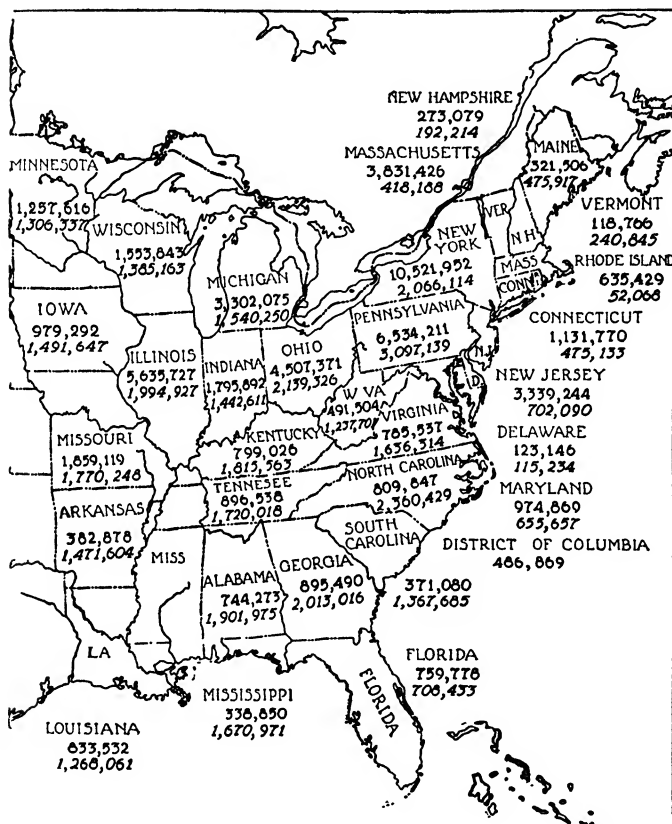 NEW HAMPSHIRE
273,079
192,214
MASSACHUSETTS
3,831,426
418,188
MAINE
321,506
475,917
MINNESOTA
1,257,616
1,306,337
WISCONSIN
1,553,843
1,385,163
VERMONT
118,766
240,845
VER.
N.H.
NEW
YORK
10,521,952
2,066,114
MASS
CONN.
RHODE ISLAND
635,429
52,068
MICHIGAN
3,302,075
1,540,250
IOWA
979,292
1,491,647
PENNSYLVANIA
6,534,211
3,097,139
CONNECTICUT
1,131,770
475,133
ILLINOIS
5,635,727
1,994,927
INDIANA
1,795,892
1,442,611
OHIO
4,507,371
2,139,326
N.J.
D.
NEW JERSEY
3,339,244
702,090
W VA
491,504
1,237,701
VIRGINIA
785,537
1,636,314
DELAWARE
123,146
115,234
MISSOURI
1,859,119
1,770,248
KENTUCKY
799,026
1,815,563
MARYLAND
974,869
655,657
TENNESEE
896,538
1,720,018
NORTH CAROLINA
809,847
2,360,429
ARKANSAS
382,878
1,471,604
SOUTH
CAROLINA
DISTRICT OF COLUMBIA
486,869
MISS
ALABAMA
744,273
1,901,975
GEORGIA
895,490
2,013,016
371,080
1,367,685
LA
FLORIDA
FLORIDA
759,778
708,433
MISSISSIPPI
338,850
1,670,971
LOUISIANA
833,532
1,268,061